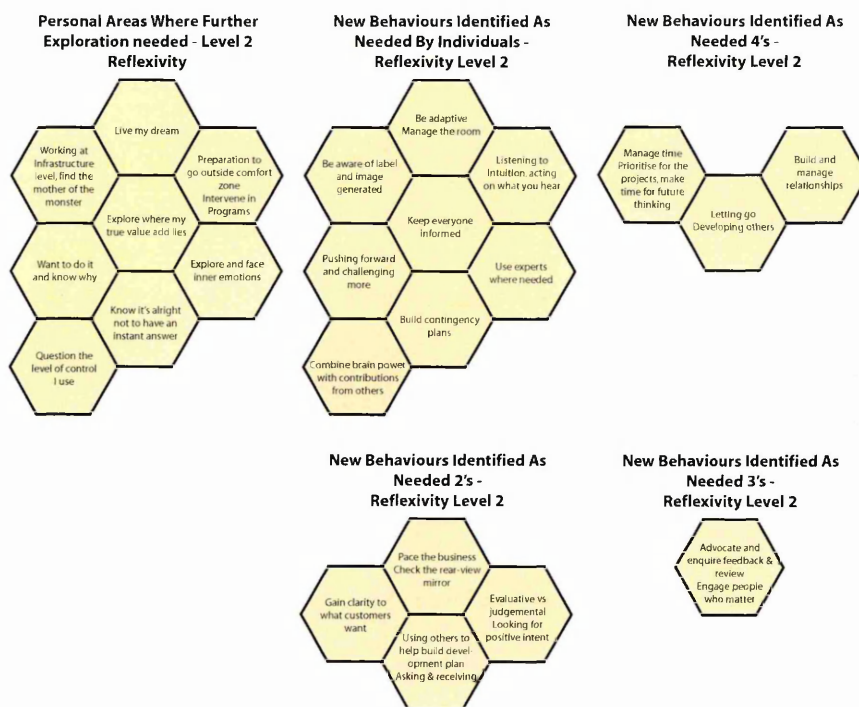 Personal Areas Where Further
Exploration needed - Level 2
Reflexivity
Live my dream
Working at
Infrastructure
level, find the
mother of the
monster
Preparation to
go outside comfort
zone
Intervene in
Programs
Explore where my
true value add lies
Want to do it
and know why
Explore and face
inner emotions
Know it's alright
not to have an
instant answer
Question the
level of control
I use
New Behaviours Identified As
Needed By Individuals -
Reflexivity Level 2
Be adaptive
Manage the room
Be aware of label
and image
generated
Listening to
Intuition, acting
on what you hear
Keep everyone
informed
Pushing forward
and challenging
more
Use experts
where needed
Build contingency
plans
Combine brain power
with contributions
from others
New Behaviours Identified As
Needed 4's -
Reflexivity Level 2
Manage time
Prioritise for the
projects, make
time for future
thinking
Build and
manage
relationships
Letting go
Developing others
New Behaviours Identified As
Needed 2's -
Reflexivity Level 2
Pace the business
Check the rear-view
mirror
Gain clarity to
what customers
want
Evaluative vs
judgemental
Looking for
positive intent
Using others to
help build devel-
opment plan
Asking & receiving
New Behaviours Identified As
Needed 3's -
Reflexivity Level 2
Advocate and
enquire feedback &
review
Engage people
who matter